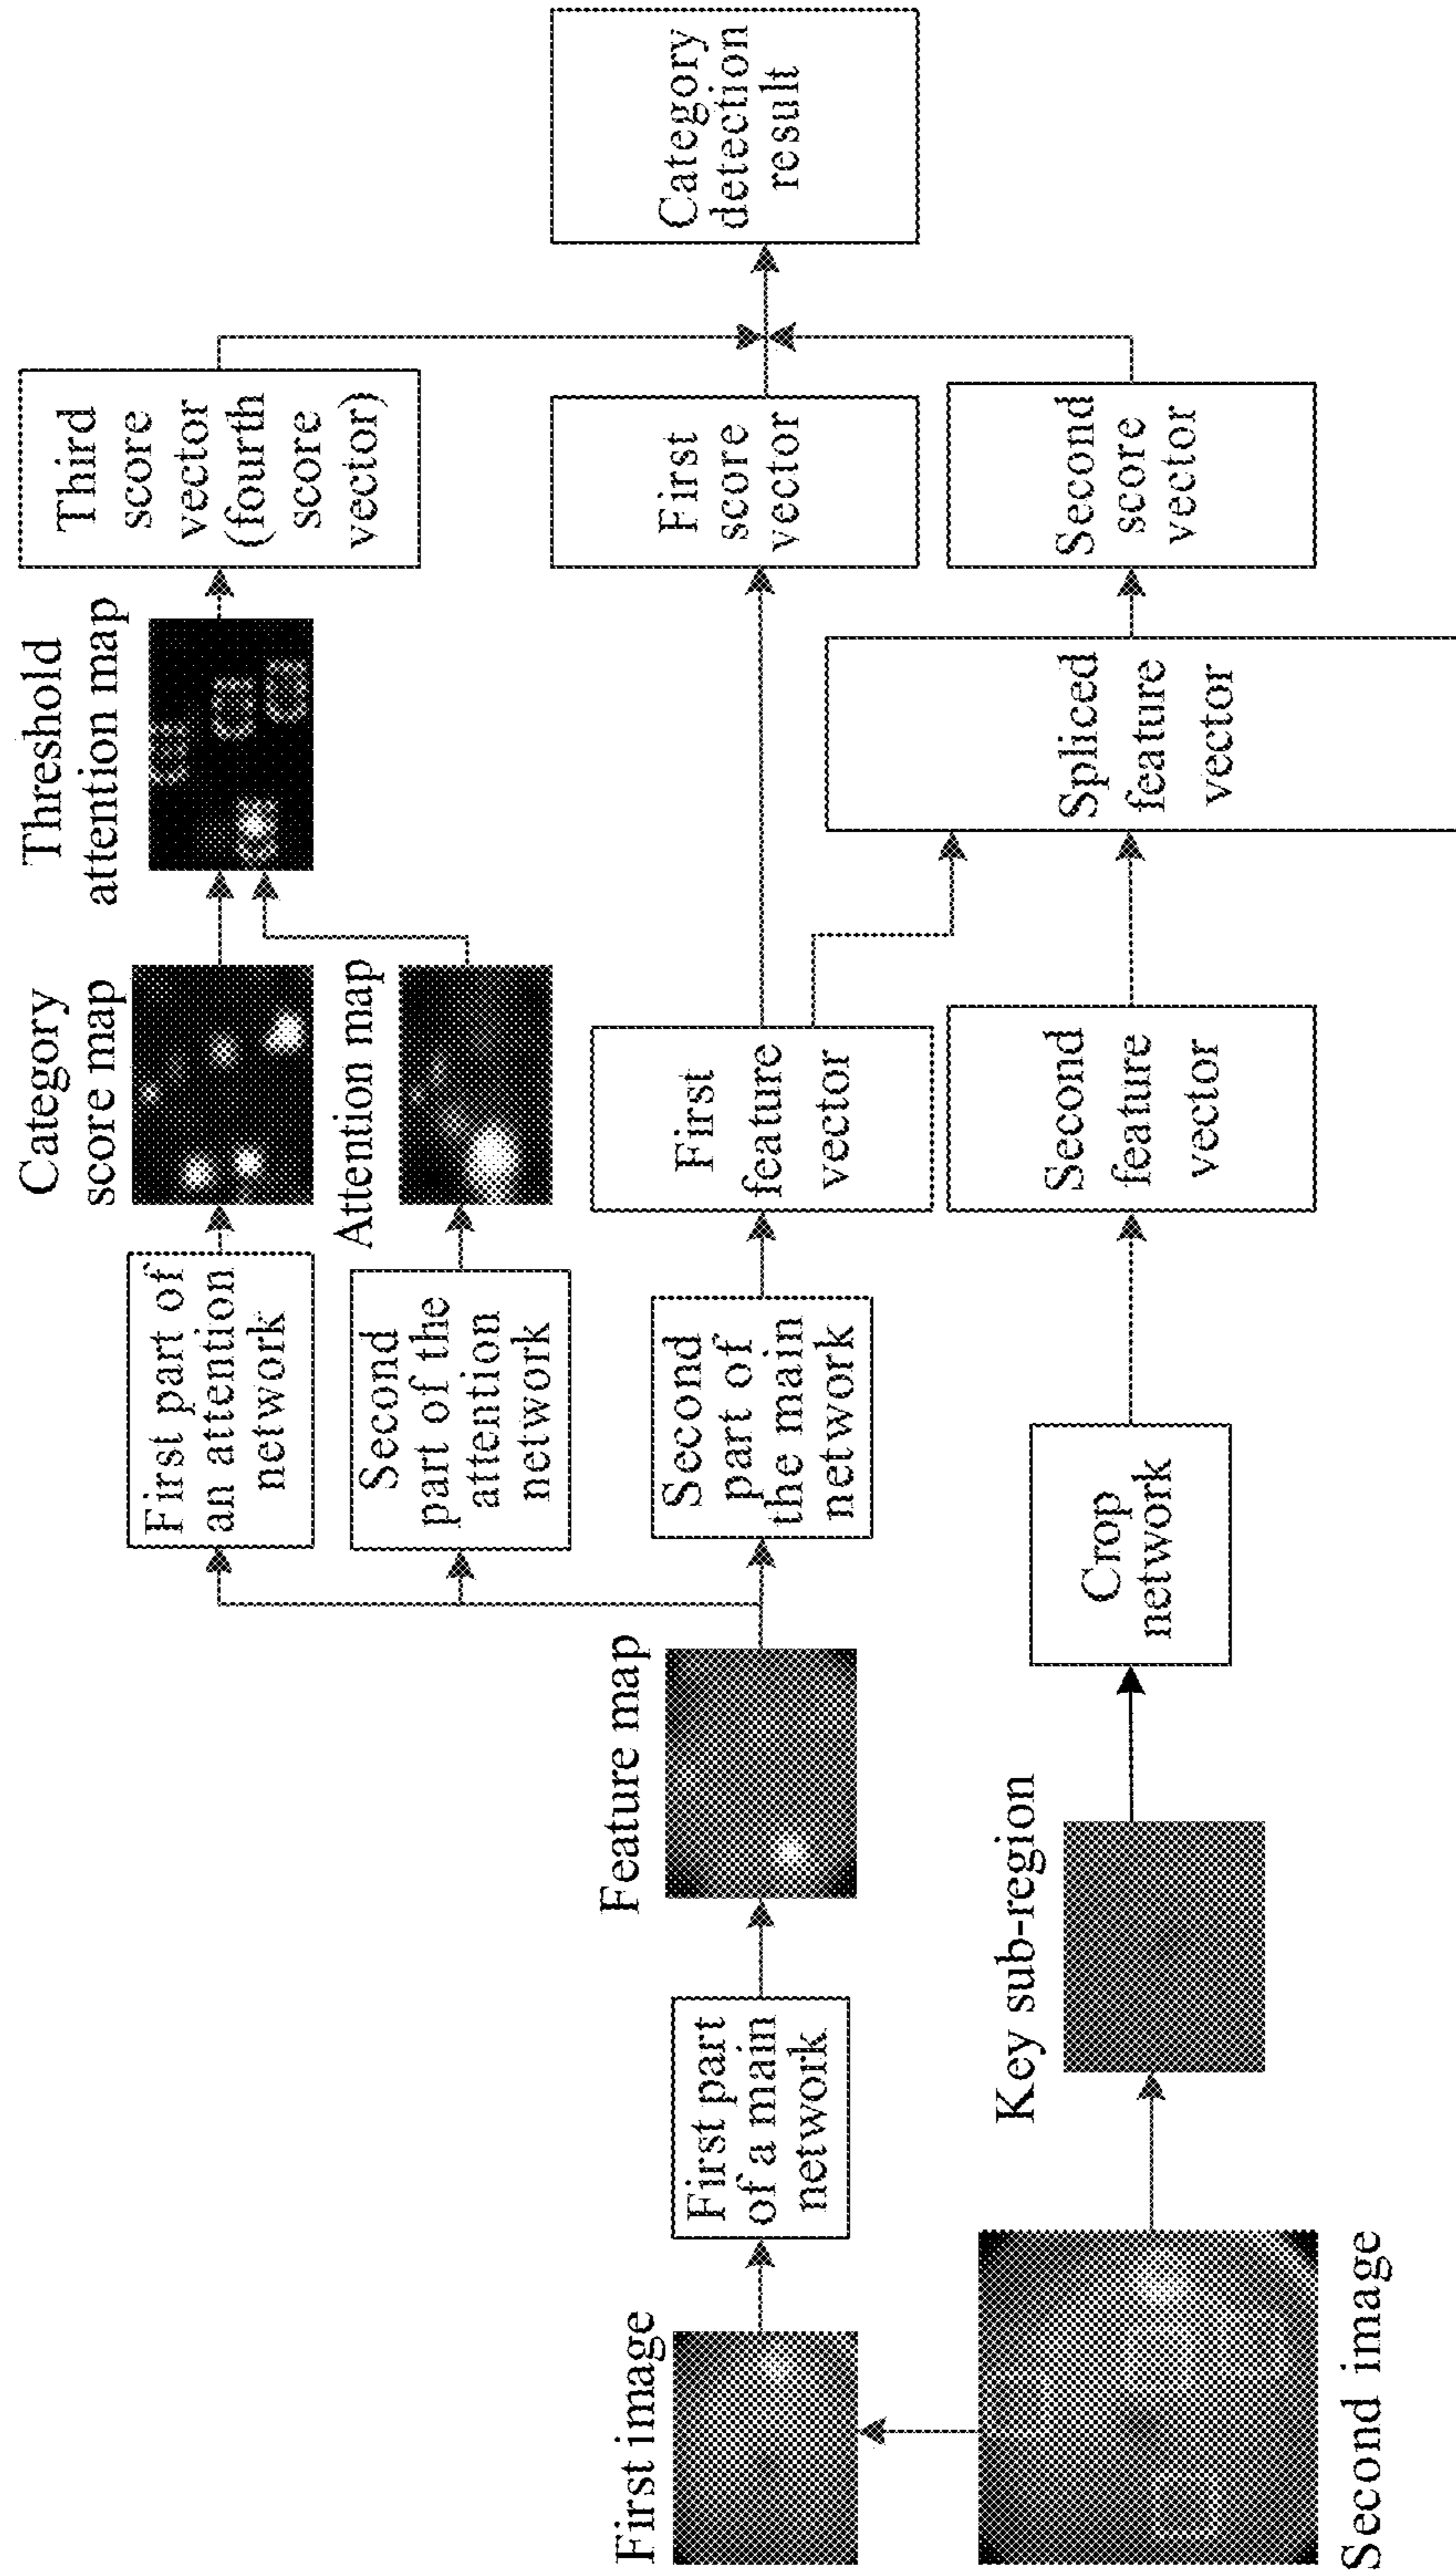 First image
Second image
First part
of a main
network
Key sub-region
Feature map
First part of
an attention
network
Second
part of the
attention
network
Second
part of
the main
network
Crop
network
Category
score map
Attention map
First
feature
vector
Second
feature
vector
Threshold
attention map
Spliced
feature
vector
Third
score
vector
(fourth
score
vector)
First
score
vector
Second
score
vector
Category
detection
result